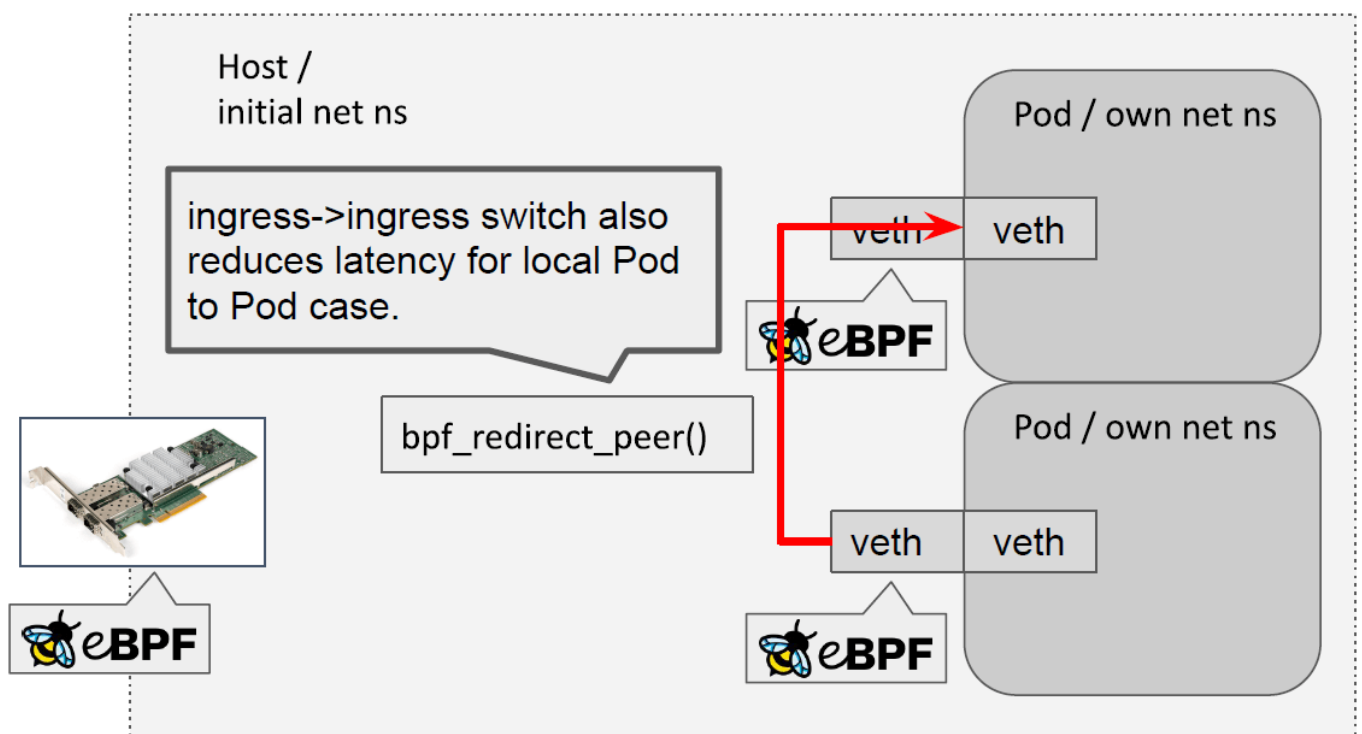 Host /
initial net ns
Pod / own net ns
ingress->ingress switch also
reduces latency for local Pod
to Pod case.
veth veth
eBPF
bpf_redirect_peer()
Pod / own net ns
veth veth
eBPF
eBPF